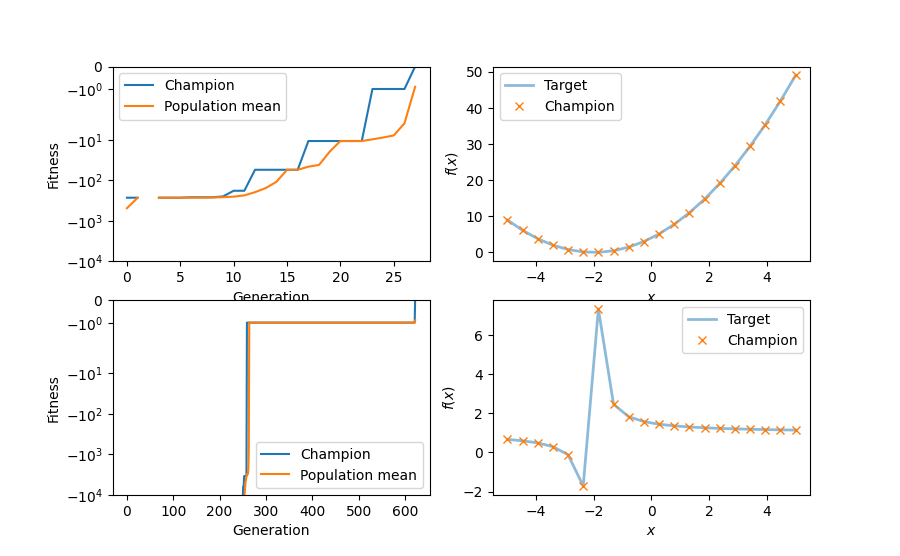 0
−10⁰
−10¹
−10²
−10³
−10⁴
Fitness
Champion
Population mean
0 5 10 15 20 25
Generation
50
40
30
20
10
0
f(x)
Target
Champion
−4 −2 0 2 4
x
0
−10⁰
−10¹
−10²
−10³
−10⁴
Fitness
Champion
Population mean
0 100 200 300 400 500 600
Generation
6
4
2
0
−2
f(x)
Target
Champion
−4 −2 0 2 4
x